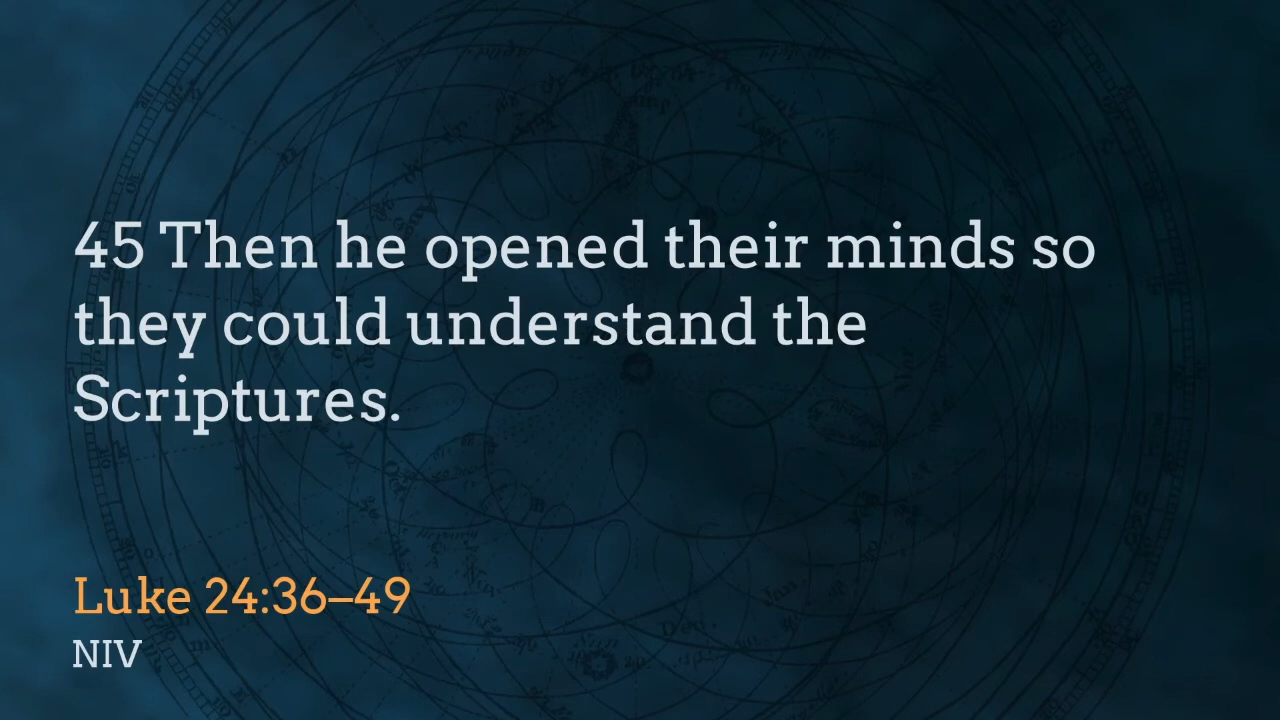 45 Then he opened their minds so
they could understand the
Scriptures.
Luke 24:36–49
NIV